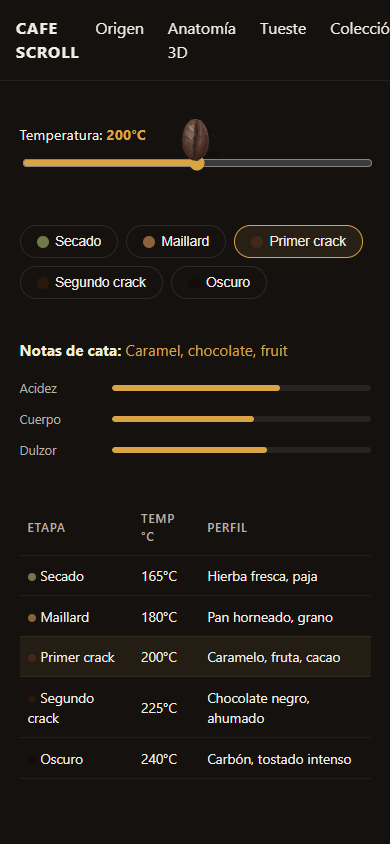 CAFE SCROLL
Origen
Anatomía 3D
Tueste
Colecció
Temperatura: 200°C
Secado
Maillard
Primer crack
Segundo crack
Oscuro
Notas de cata: Caramel, chocolate, fruit
Acidez
Cuerpo
Dulzor
ETAPA TEMP °C PERFIL
Secado 165°C Hierba fresca, paja
Maillard 180°C Pan horneado, grano
Primer crack 200°C Caramelo, fruta, cacao
Segundo crack 225°C Chocolate negro, ahumado
Oscuro 240°C Carbón, tostado intenso